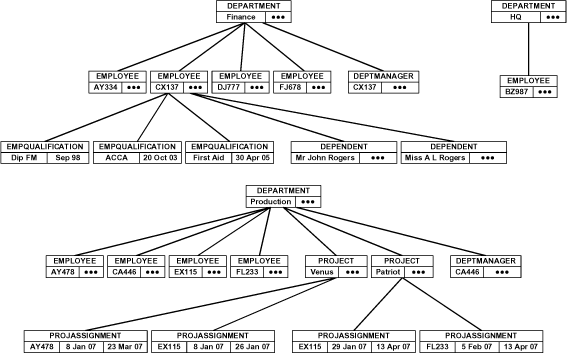 DEPARTMENT
Finance ●●●
DEPARTMENT
HQ ●●●
EMPLOYEE
AY334 ●●●
EMPLOYEE
CX137 ●●●
EMPLOYEE
DJ777 ●●●
EMPLOYEE
FJ678 ●●●
DEPTMANAGER
CX137 ●●●
EMPLOYEE
BZ987 ●●●
EMPQUALIFICATION
Dip FM Sep 98
EMPQUALIFICATION
ACCA 20 Oct 03
EMPQUALIFICATION
First Aid 30 Apr 05
DEPENDENT
Mr John Rogers ●●●
DEPENDENT
Miss A L Rogers ●●●
DEPARTMENT
Production ●●●
EMPLOYEE
AY478 ●●●
EMPLOYEE
CA446 ●●●
EMPLOYEE
EX115 ●●●
EMPLOYEE
FL233 ●●●
PROJECT
Venus ●●●
PROJECT
Patriot ●●●
DEPTMANAGER
CA446 ●●●
PROJASSIGNMENT
AY478 8 Jan 07 23 Mar 07
PROJASSIGNMENT
EX115 8 Jan 07 26 Jan 07
PROJASSIGNMENT
EX115 29 Jan 07 13 Apr 07
PROJASSIGNMENT
FL233 5 Feb 07 13 Apr 07